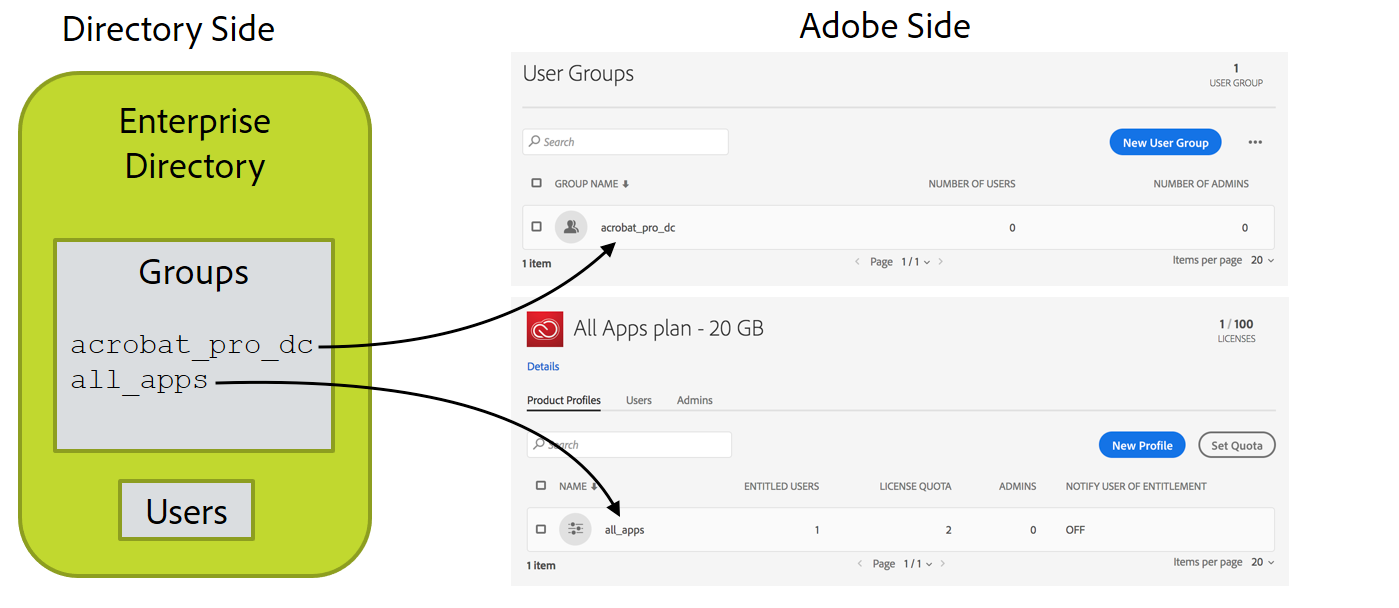 Directory Side
Adobe Side
Enterprise
Directory
Groups
acrobat_pro_dc
all_apps
Users
User Groups
1
USER GROUP
Search
New User Group
GROUP NAME
NUMBER OF USERS
NUMBER OF ADMINS
acrobat_pro_dc
0
0
1 item
Page 1 / 1
Items per page 20
All Apps plan - 20 GB
1 / 100
LICENSES
Details
Product Profiles Users Admins
Search
New Profile
Set Quota
NAME ENTITLED USERS LICENSE QUOTA ADMINS NOTIFY USER OF ENTITLEMENT
all_apps 1 2 0 OFF
1 item
Page 1 / 1
Items per page 20